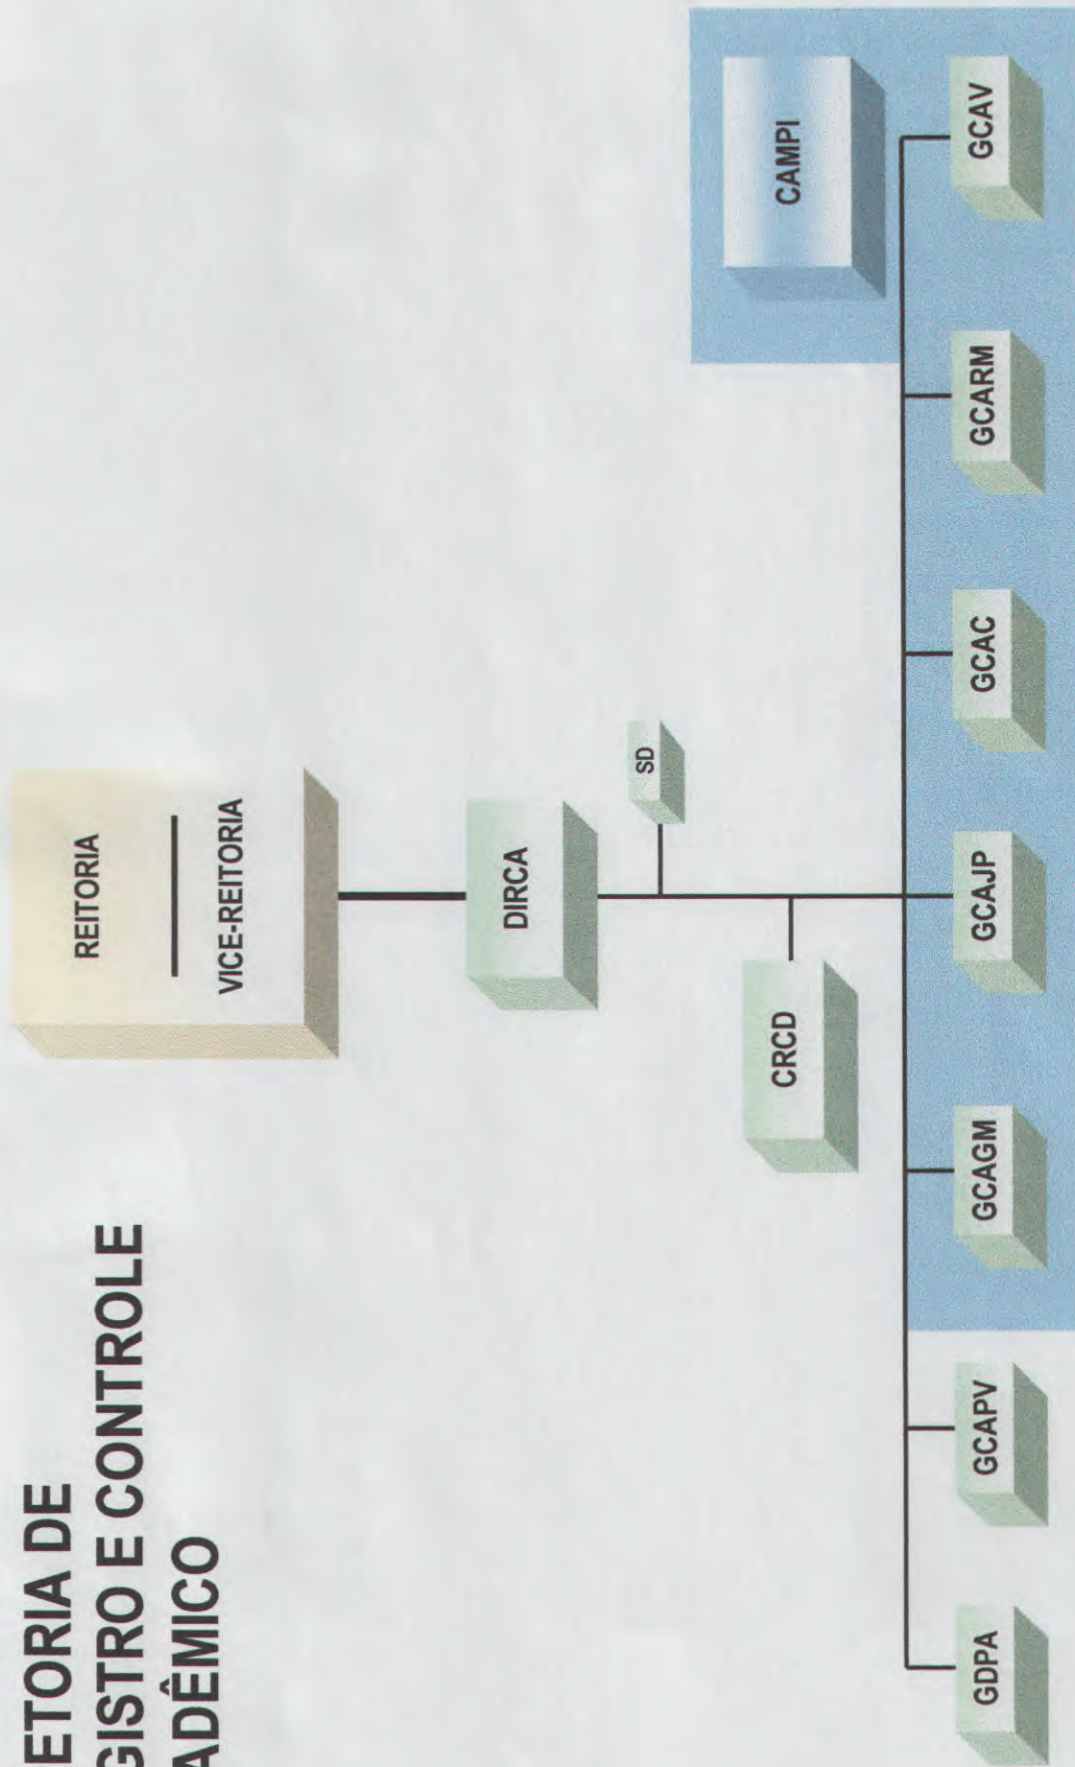 ETORIA DE
GISTRO E CONTROLE
ADÊMICO
REITORIA
VICE-REITORIA
DIRCA
SD
CRCD
CAMPI
GDPA
GCAPV
GCAGM
GCAJP
GCAC
GCARM
GCAV